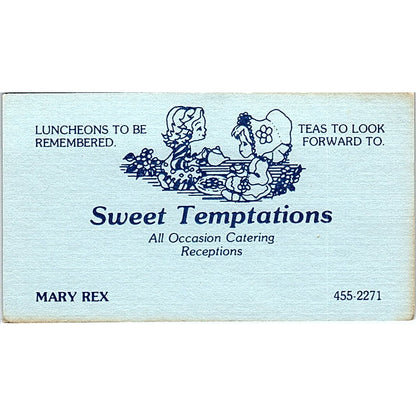 LUNCHEONS TO BE
REMEMBERED.
TEAS TO LOOK
FORWARD TO.
Sweet Temptations
All Occasion Catering
Receptions
MARY REX
455-2271